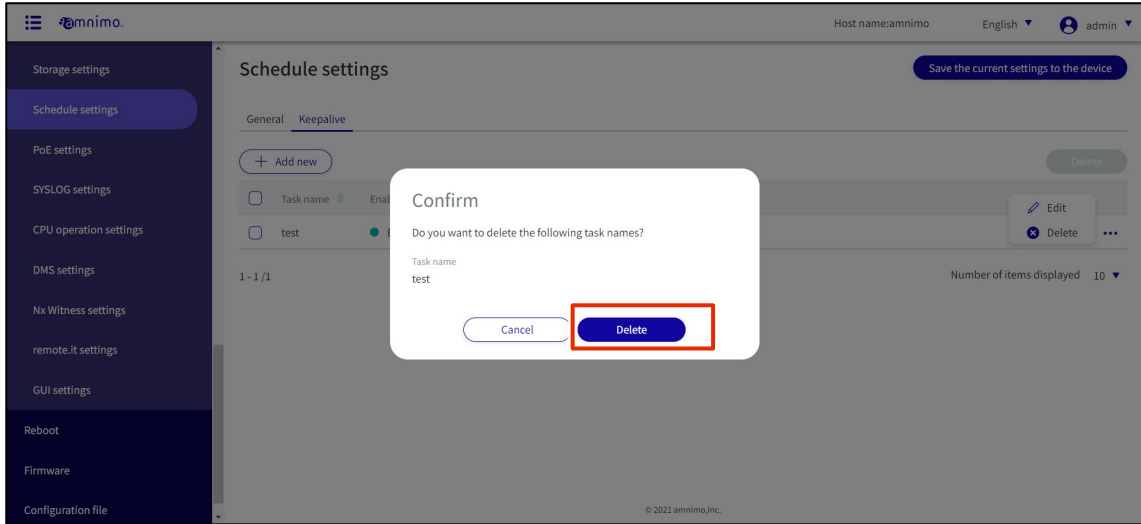 amnimo
Host name:amnimo
English
admin
Storage settings
Schedule settings
PoE settings
SYSLOG settings
CPU operation settings
DMS settings
Nx Witness settings
remote.it settings
GUI settings
Reboot
Firmware
Configuration file
Schedule settings
Save the current settings to the device
General Keepalive
+ Add new
Delete
Task name
Edit
test
Delete
1 - 1 /1
Number of items displayed 10
Confirm
Do you want to delete the following task names?
Task name
test
Cancel Delete
© 2021 amnimo,Inc.